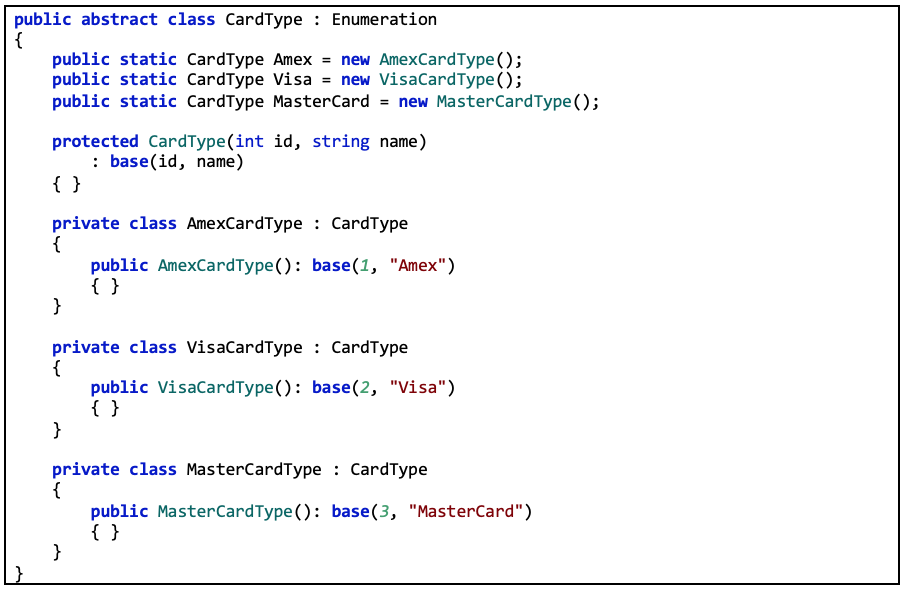 public abstract class CardType : Enumeration
{
    public static CardType Amex = new AmexCardType();
    public static CardType Visa = new VisaCardType();
    public static CardType MasterCard = new MasterCardType();

    protected CardType(int id, string name)
        : base(id, name)
    { }

    private class AmexCardType : CardType
    {
        public AmexCardType(): base(1, "Amex")
        { }
    }

    private class VisaCardType : CardType
    {
        public VisaCardType(): base(2, "Visa")
        { }
    }

    private class MasterCardType : CardType
    {
        public MasterCardType(): base(3, "MasterCard")
        { }
    }
}